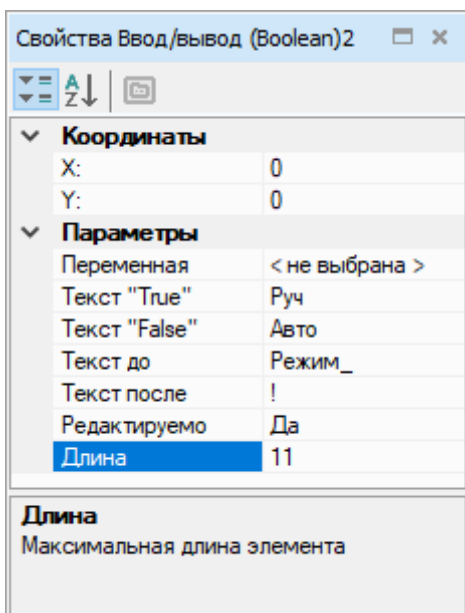 Свойства Ввод/вывод (Boolean)2
Координаты
X: 0
Y: 0
Параметры
Переменная < не выбрана >
Текст "True" Руч
Текст "False" Авто
Текст до Режим_
Текст после !
Редактируемо Да
Длина 11
Длина
Максимальная длина элемента